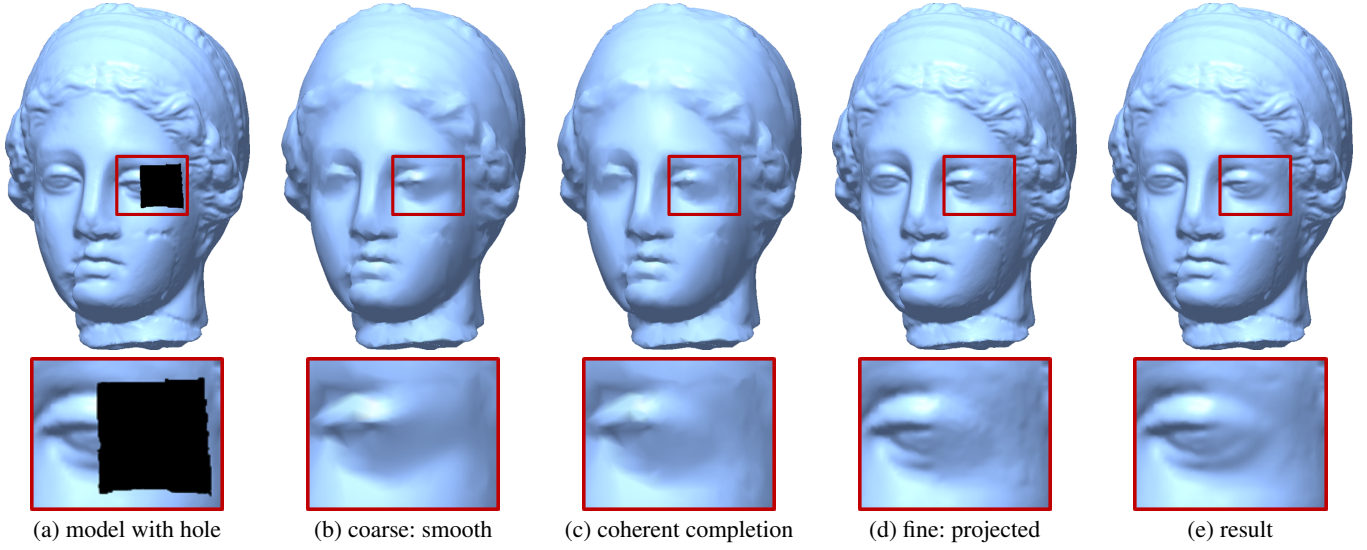 (a) model with hole
(b) coarse: smooth
(c) coherent completion
(d) fine: projected
(e) result